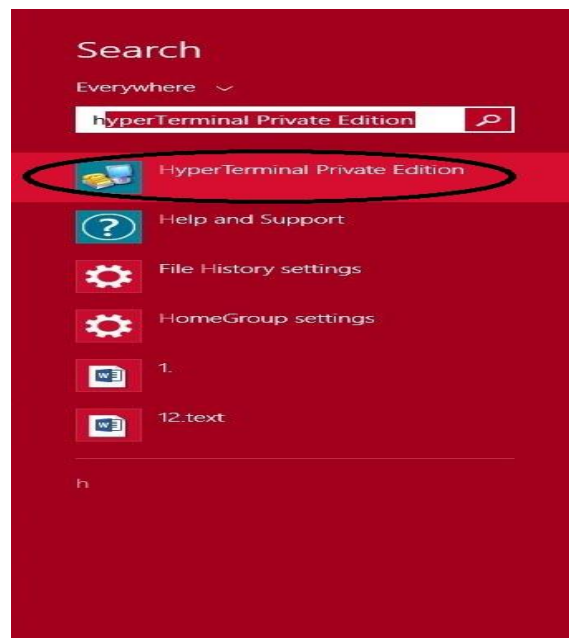 Search
Everywhere
hyperTerminal Private Edition
HyperTerminal Private Edition
Help and Support
File History settings
HomeGroup settings
1.
12.text
h